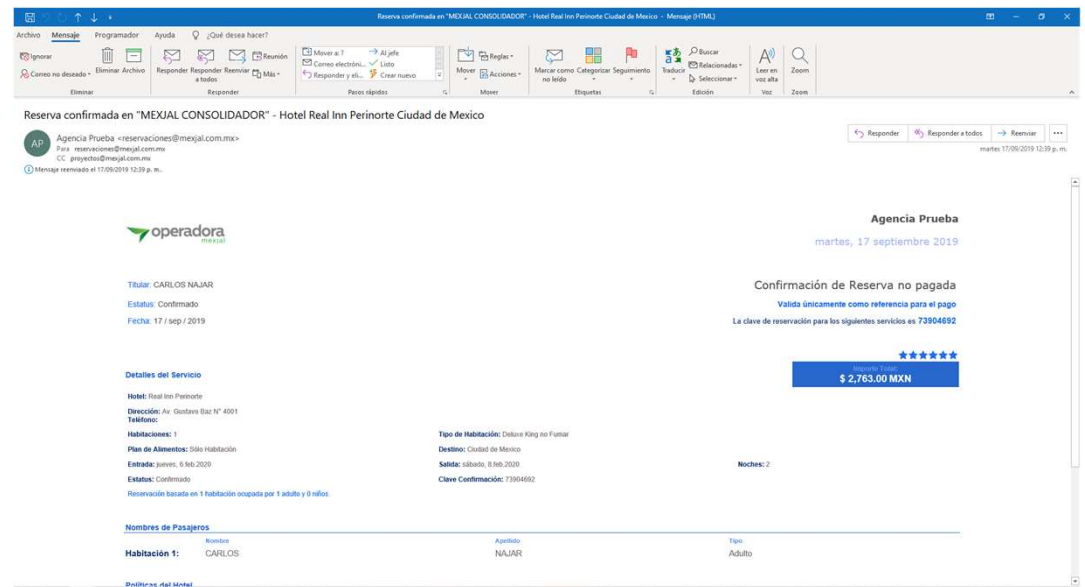 Reserva confirmada en "MEXJAL CONSOLIDADOR" - Hotel Real Inn Perinorte Ciudad de Mexico - Mensaje (HTML)
Archivo Mensaje Programador Ayuda ¿Qué desea hacer?
Ignorar
Correo no deseado
Eliminar Archivo
Responder Responder a todos Reenviar
Reunión
Más
Mover a: ?
Al jefe
Correo electróni...
Listo
Responder y eli...
Crear nuevo
Mover
Reglas
Acciones
Marcar como no leído Categorizar Seguimiento
Traducir
Buscar
Relacionadas
Seleccionar
Leer en voz alta
Zoom
Eliminar Responder Pasos rápidos Mover Etiquetas Edición Voz Zoom
Reserva confirmada en "MEXJAL CONSOLIDADOR" - Hotel Real Inn Perinorte Ciudad de Mexico
AP
Agencia Prueba <reservaciones@mexjal.com.mx>
Para reservaciones@mexjal.com.mx
CC proyectos@mexjal.com.mx
Mensaje reenviado el 17/09/2019 12:39 p. m..
Responder Responder a todos Reenviar ...
martes 17/09/2019 12:39 p. m.
operadora
mexjal
Agencia Prueba
martes, 17 septiembre 2019
Titular: CARLOS NAJAR
Confirmación de Reserva no pagada
Estatus: Confirmado
Valida únicamente como referencia para el pago
Fecha: 17 / sep / 2019
La clave de reservación para los siguientes servicios es 73904692
Importe Total:
$ 2,763.00 MXN
Detalles del Servicio
Hotel: Real Inn Perinorte
Dirección: Av. Gustavo Baz N° 4001
Teléfono:
Habitaciones: 1 Tipo de Habitación: Deluxe King no Fumar
Plan de Alimentos: Sólo Habitación Destino: Ciudad de Mexico
Entrada: jueves, 6.feb.2020 Salida: sábado, 8.feb.2020 Noches: 2
Estatus: Confirmado Clave Confirmación: 73904692
Reservación basada en 1 habitación ocupada por 1 adulto y 0 niños.
Nombres de Pasajeros
Nombre Apellido Tipo
Habitación 1: CARLOS NAJAR Adulto
Políticas del Hotel